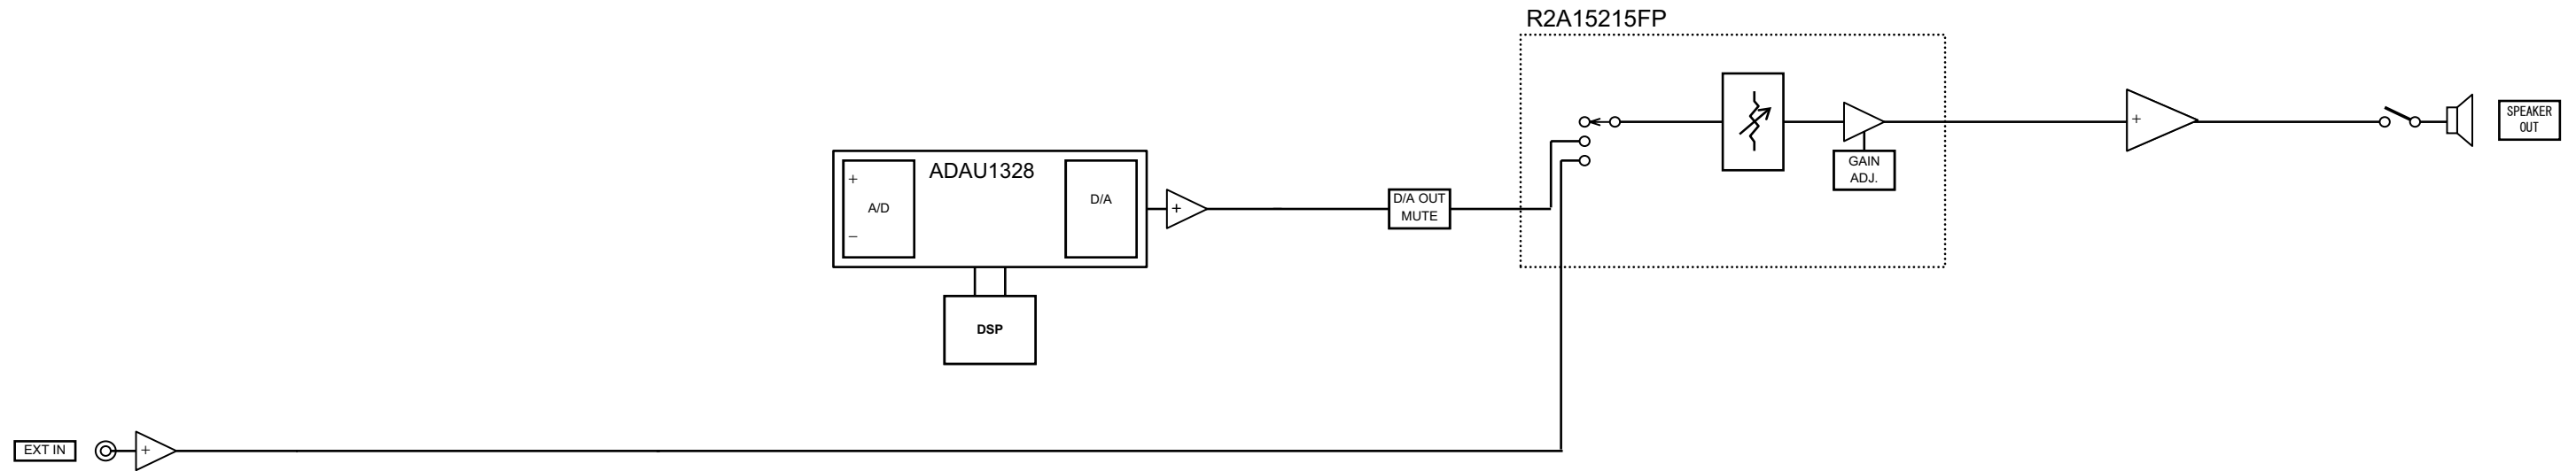 R2A15215FP
SPEAKER
OUT
+
GAIN
ADJ.
ADAU1328
+
A/D
−
D/A
+
D/A OUT
MUTE
DSP
EXT IN
+